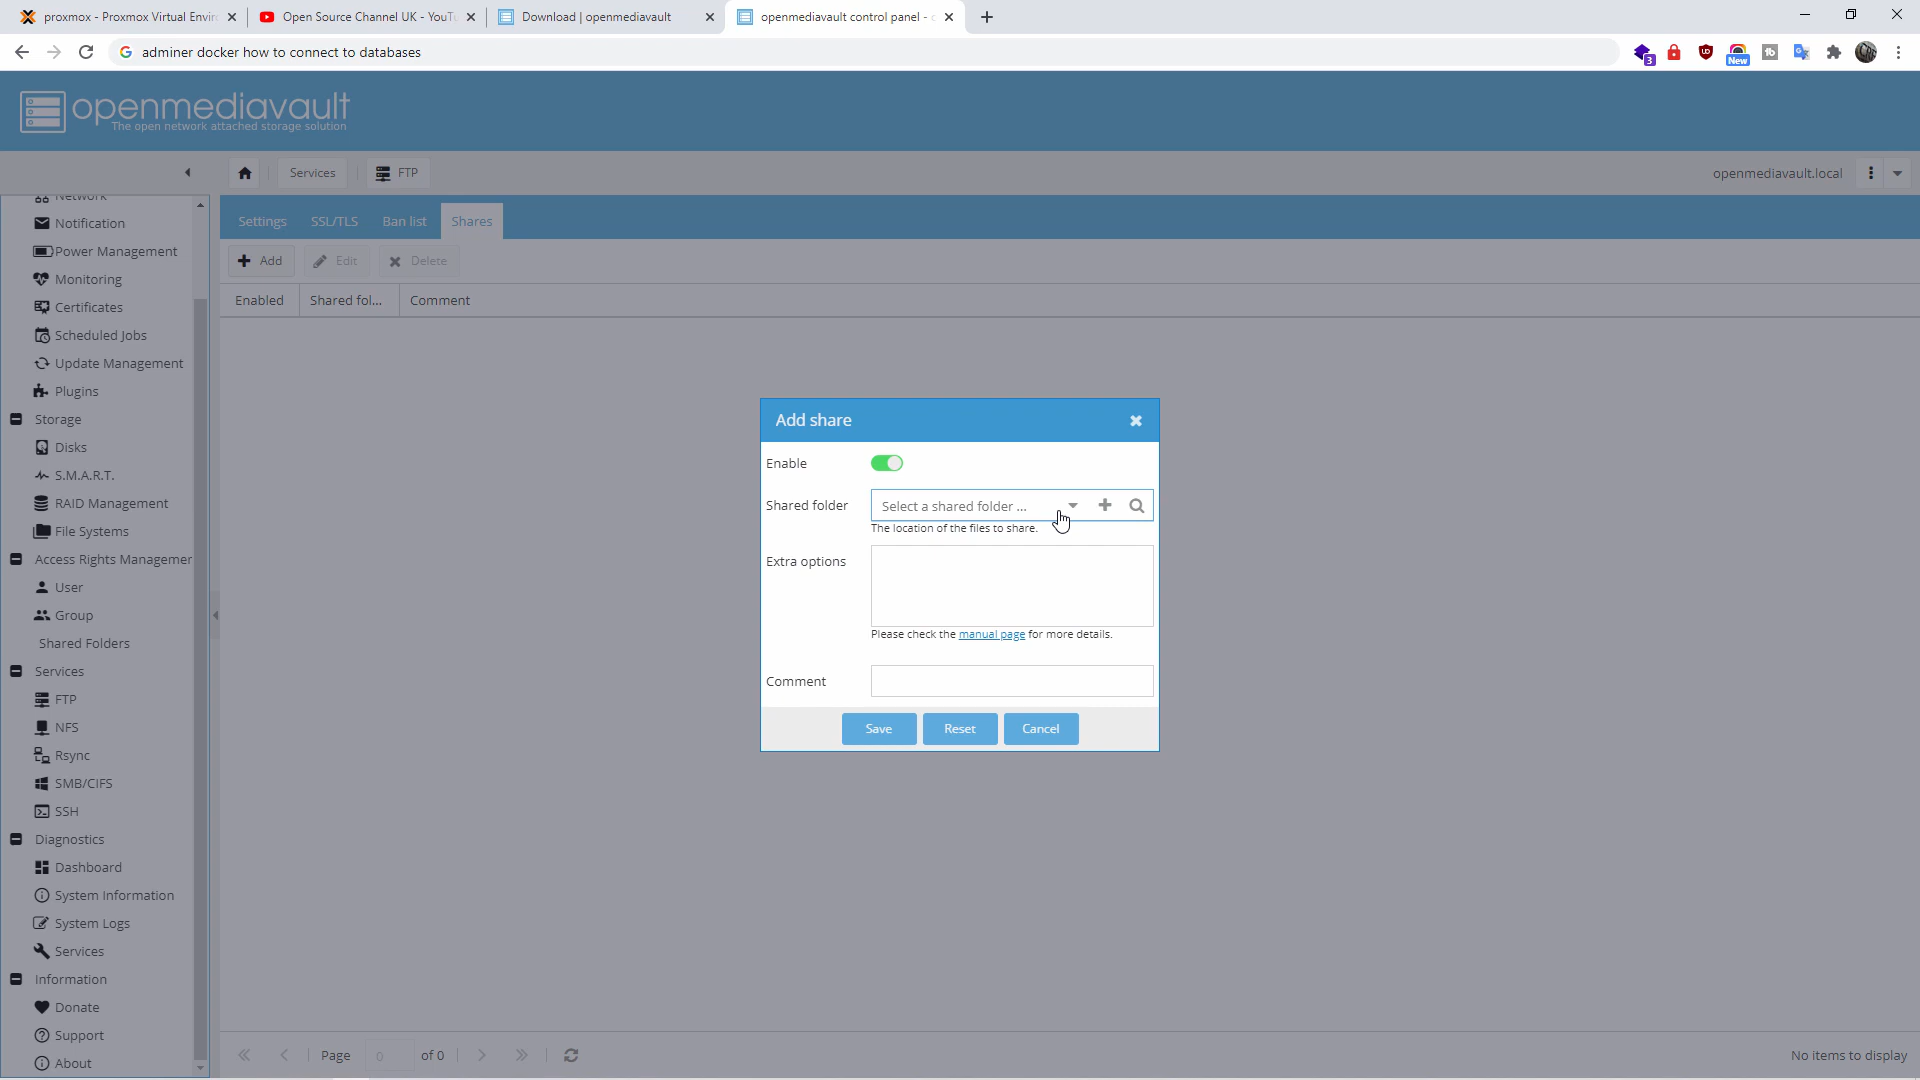 proxmox - Proxmox Virtual Envir
Open Source Channel UK - YouTu
Download | openmediavault
openmediavault control panel - o
adminer docker how to connect to databases
3
New
openmediavault
The open network attached storage solution
Services
FTP
openmediavault.local
Network
Notification
Power Management
Monitoring
Certificates
Scheduled Jobs
Update Management
Plugins
Storage
Disks
S.M.A.R.T.
RAID Management
File Systems
Access Rights Managemen
User
Group
Shared Folders
Services
FTP
NFS
Rsync
SMB/CIFS
SSH
Diagnostics
Dashboard
System Information
System Logs
Services
Information
Donate
Support
About
Settings
SSL/TLS
Ban list
Shares
Add
Edit
Delete
Enabled
Shared fol...
Comment
Add share
Enable
Shared folder
Select a shared folder ...
The location of the files to share.
Extra options
Please check the manual page for more details.
Comment
Save
Reset
Cancel
Page 0 of 0
No items to display